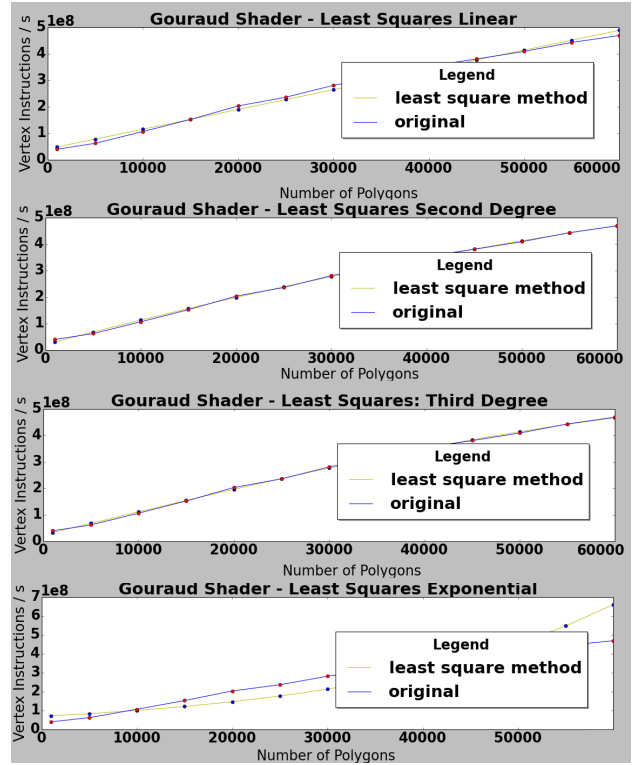 Gouraud Shader - Least Squares Linear
1e8
5
4
3
2
1
0
Vertex Instructions / s
Legend
least square method
original
0 10000 20000 30000 40000 50000 60000
Number of Polygons
Gouraud Shader - Least Squares Second Degree
1e8
5
4
3
2
1
0
Vertex Instructions / s
Legend
least square method
original
0 10000 20000 30000 40000 50000 60000
Number of Polygons
Gouraud Shader - Least Squares: Third Degree
1e8
5
4
3
2
1
0
Vertex Instructions / s
Legend
least square method
original
0 10000 20000 30000 40000 50000 60000
Number of Polygons
Gouraud Shader - Least Squares Exponential
1e8
7
6
5
4
3
2
1
0
Vertex Instructions / s
Legend
least square method
original
0 10000 20000 30000 40000 50000
Number of Polygons